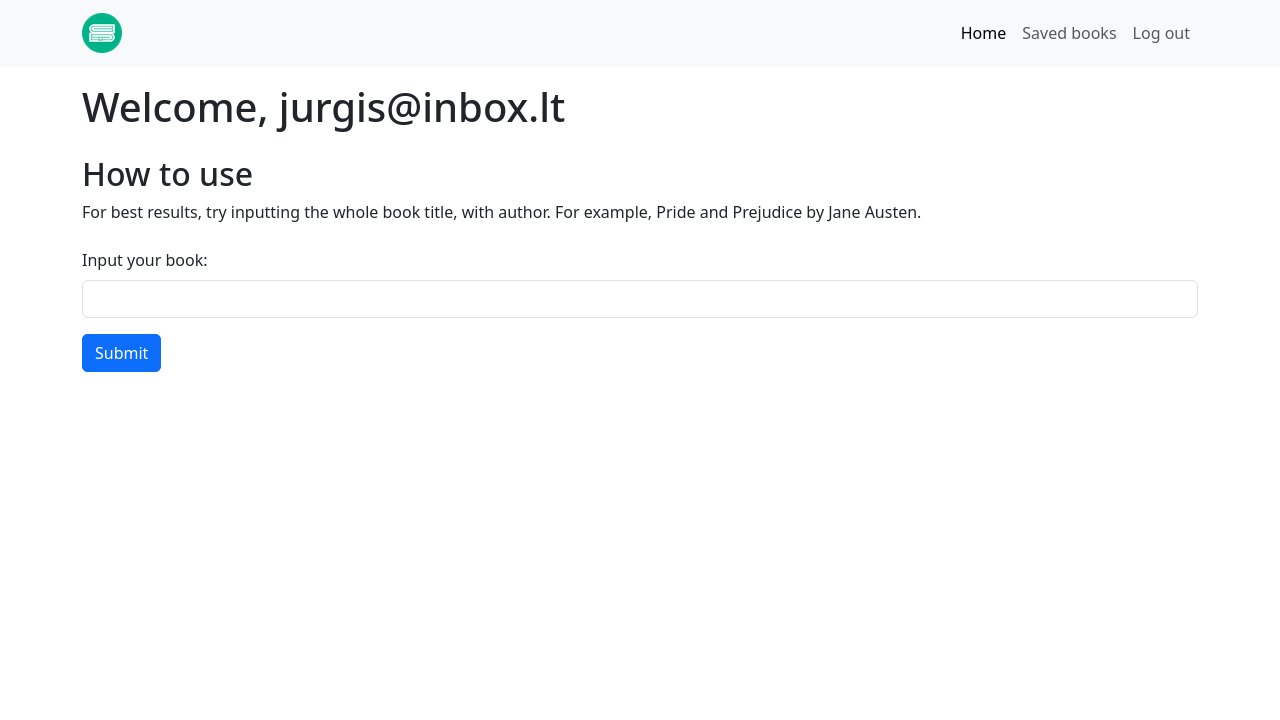 Home Saved books Log out
Welcome, jurgis@inbox.lt
How to use
For best results, try inputting the whole book title, with author. For example, Pride and Prejudice by Jane Austen.
Input your book:
Submit